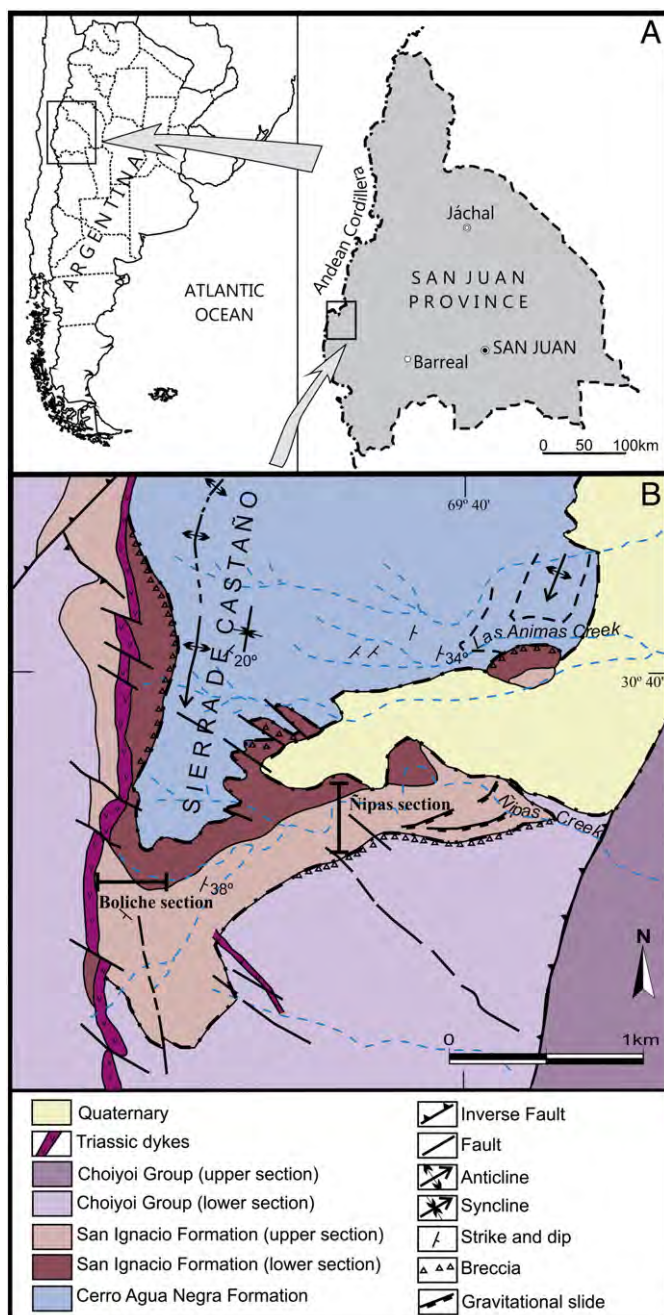 A
ARGENTINA
ATLANTIC
OCEAN
Andean Cordillera
Jáchal
SAN JUAN
PROVINCE
SAN JUAN
Barreal
0 50 100km
B
69 40'
SIERRA DE CASTAÑO
Las Animas Creek
20º
34º
30º 40'
Ñipas section
Ñipas Creek
38º
Boliche section
N
0 1km
Quaternary
Triassic dykes
Choiyoi Group (upper section)
Choiyoi Group (lower section)
San Ignacio Formation (upper section)
San Ignacio Formation (lower section)
Cerro Agua Negra Formation
Inverse Fault
Fault
Anticline
Syncline
Strike and dip
Breccia
Gravitational slide